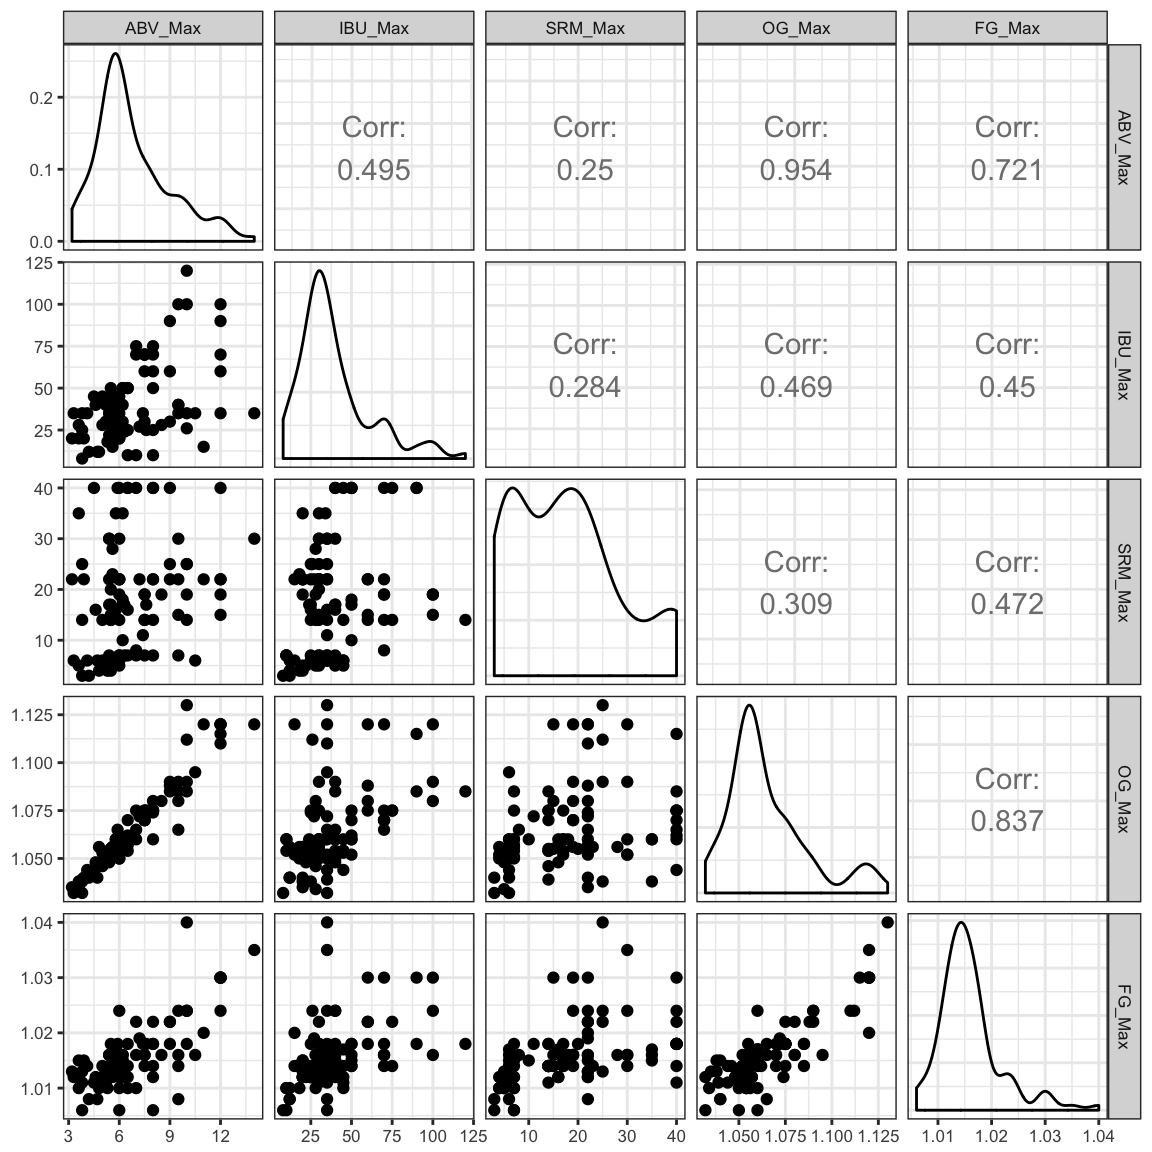 ABV_Max IBU_Max SRM_Max OG_Max FG_Max
0.2
0.1
0.0
Corr:
0.495
Corr:
0.25
Corr:
0.954
Corr:
0.721
ABV_Max
125
100
75
50
25
Corr:
0.284
Corr:
0.469
Corr:
0.45
IBU_Max
40
30
20
10
Corr:
0.309
Corr:
0.472
SRM_Max
1.125
1.100
1.075
1.050
Corr:
0.837
OG_Max
1.04
1.03
1.02
1.01
FG_Max
3 6 9 12
25 50 75 100 125
10 20 30 40
1.050 1.075 1.100 1.125
1.01 1.02 1.03 1.04